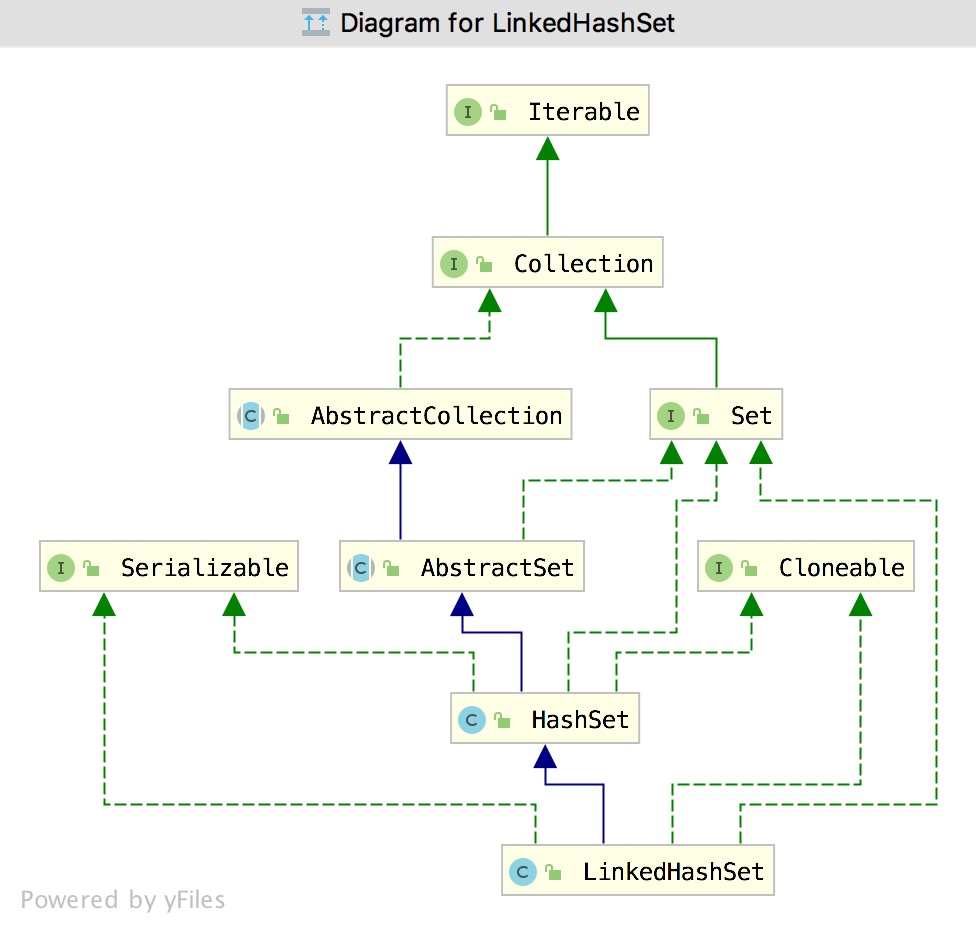 Diagram for LinkedHashSet
I Iterable
I Collection
C AbstractCollection
I Set
I Serializable
C AbstractSet
I Cloneable
C HashSet
C LinkedHashSet
Powered by yFiles